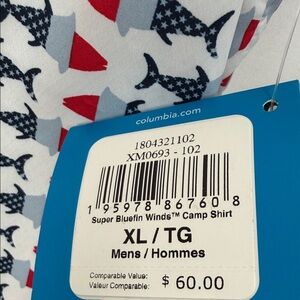 columbia.com
1804321102
XM0693 - 102
1 95978 86760 8
Super Bluefin Winds™ Camp Shirt
XL / TG
Mens / Hommes
Comparable Value:
Valeur Comparable:
$ 60.00